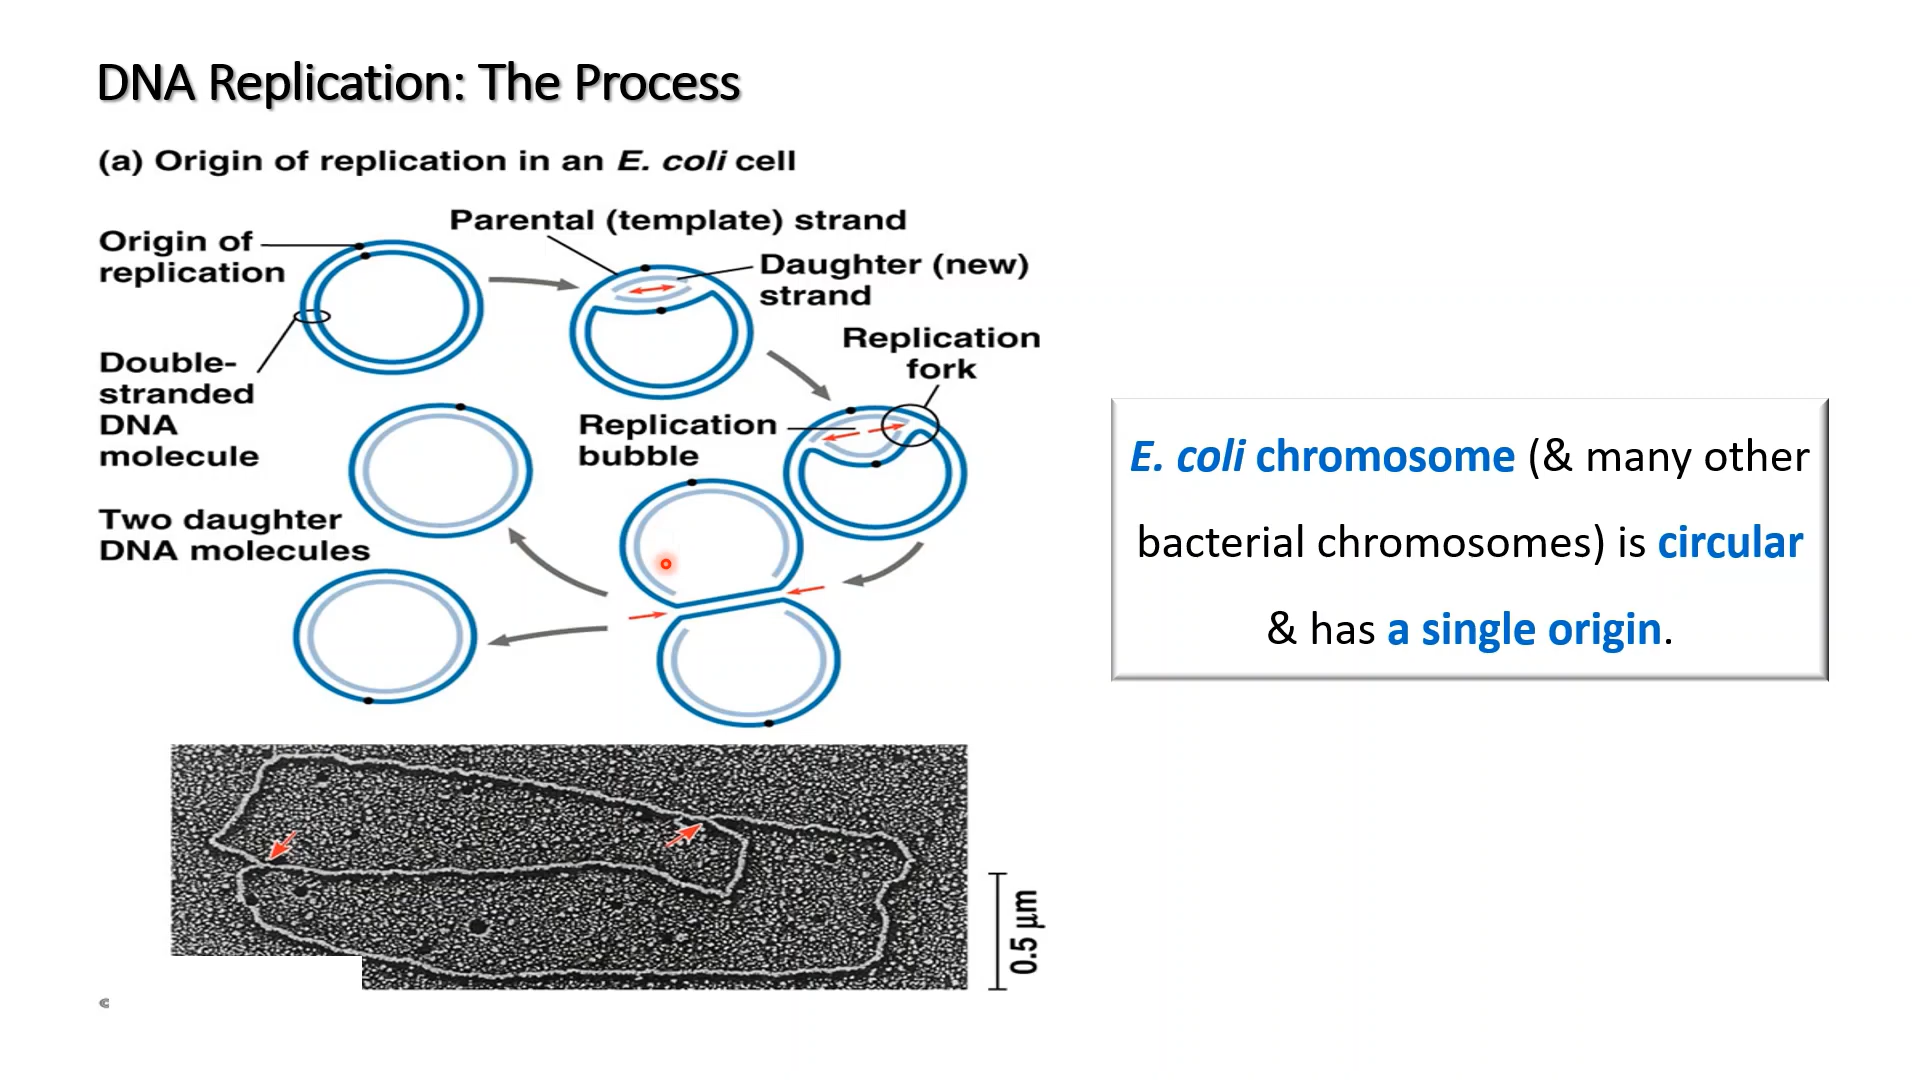 DNA Replication: The Process
(a) Origin of replication in an E. coli cell
Parental (template) strand
Origin of
replication
Daughter (new)
strand
Replication
fork
Double-
stranded
DNA
molecule
Replication
bubble
Two daughter
DNA molecules
E. coli chromosome (& many other
bacterial chromosomes) is circular
& has a single origin.
0.5 µm